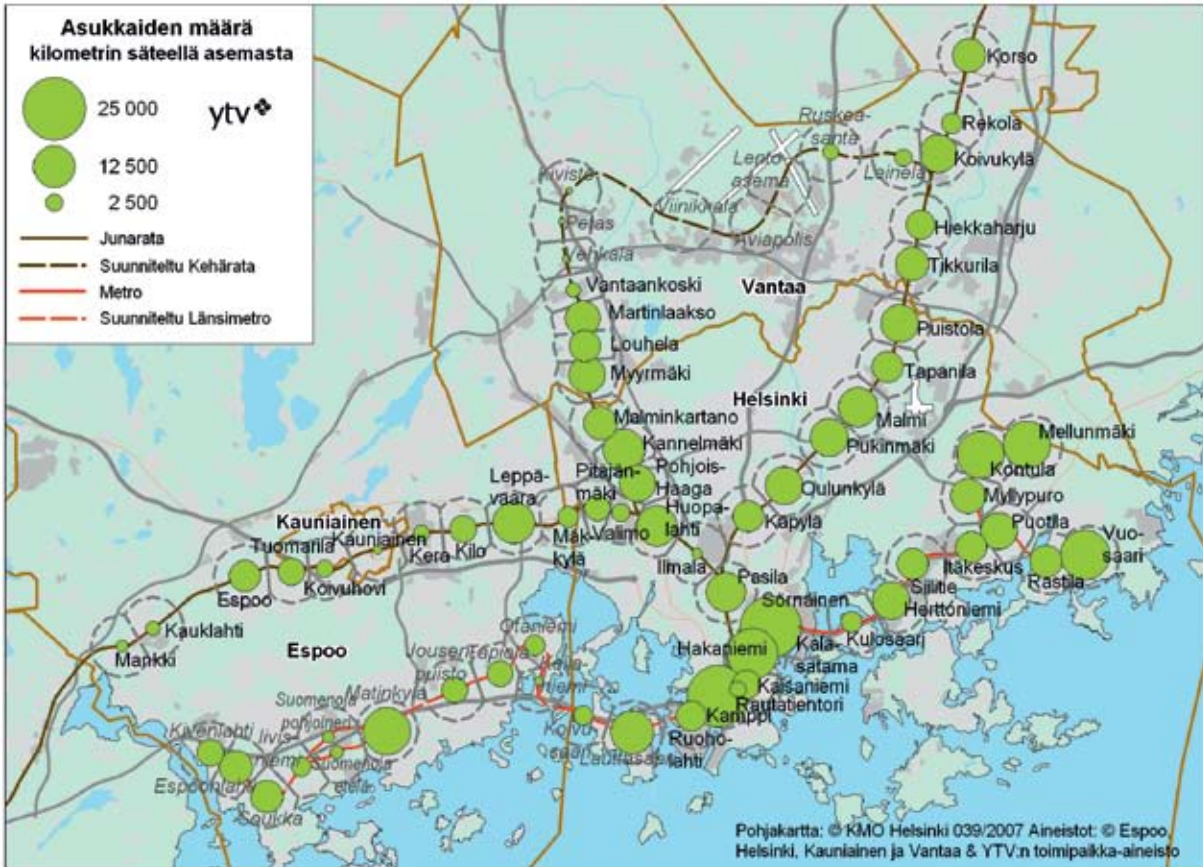 Asukkaiden määrä
kilometrin säteellä asemasta
25 000
ytv
12 500
2 500
Junarata
Suunniteltu Kehärata
Metro
Suunniteltu Länsimetro
Korso
Rekola
Koivukylä
Ruskea-
santa
Leinelä
Lento
asema
Kivistö
Viinikkala
Petas
Aviapolis
Vehkala
Hiekkaharju
Tikkurila
Vantaankoski
Vantaa
Martinlaakso
Puistola
Louhela
Tapanila
Myyrmäki
Helsinki
Malmi
Malminkartano
Pukinmäki
Mellunmäki
Kannelmäki
Kontula
Leppä-
vaara
Pitäjän-
mäki
Pohjois-
Haaga
Oulunkylä
Myllypuro
Huopa-
lahti
Kauniainen
Kauniainen
Käpylä
Puotila
Vuo-
saari
Tuomarila
Kera
Kilo
Mäk-
kylä
Valimo
Ilmala
Itäkeskus
Rastila
Espoo
Koivuhovi
Pasila
Siilitie
Sörnäinen
Herttoniemi
Kauklahti
Mankki
Espoo
Otaniemi
Hakaniemi
Kala-
satama
Kulosaari
Jousen-
puisto
Tapiola
Kaisaniemi
Rautatientori
Matinkylä
Suomenoja
pohjoinen
Kamppi
Kivenlahti
Ruoho-
lahti
Lauttasaari
Espoonlahti
Suomenoja
etelä
Soukka
Pohjakartta: © KMO Helsinki 039/2007 Aineistot: © Espoo,
Helsinki, Kauniainen ja Vantaa & YTV:n toimipaikka-aineisto